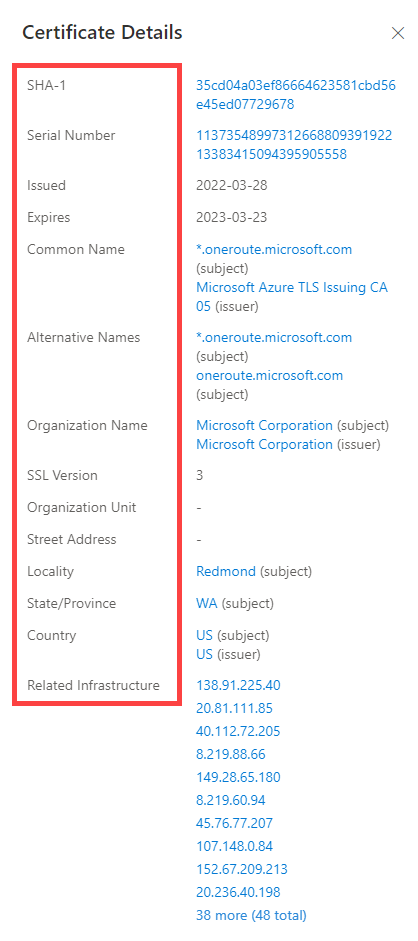 Certificate Details
SHA-1 35cd04a03ef86664623581cbd56
e45ed07729678
Serial Number 11373548997312668809391922
13383415094395905558
Issued 2022-03-28
Expires 2023-03-23
Common Name *.oneroute.microsoft.com
(subject)
Microsoft Azure TLS Issuing CA
05 (issuer)
Alternative Names *.oneroute.microsoft.com
(subject)
oneroute.microsoft.com
(subject)
Organization Name Microsoft Corporation (subject)
Microsoft Corporation (issuer)
SSL Version 3
Organization Unit -
Street Address -
Locality Redmond (subject)
State/Province WA (subject)
Country US (subject)
US (issuer)
Related Infrastructure 138.91.225.40
20.81.111.85
40.112.72.205
8.219.88.66
149.28.65.180
8.219.60.94
45.76.77.207
107.148.0.84
152.67.209.213
20.236.40.198
38 more (48 total)